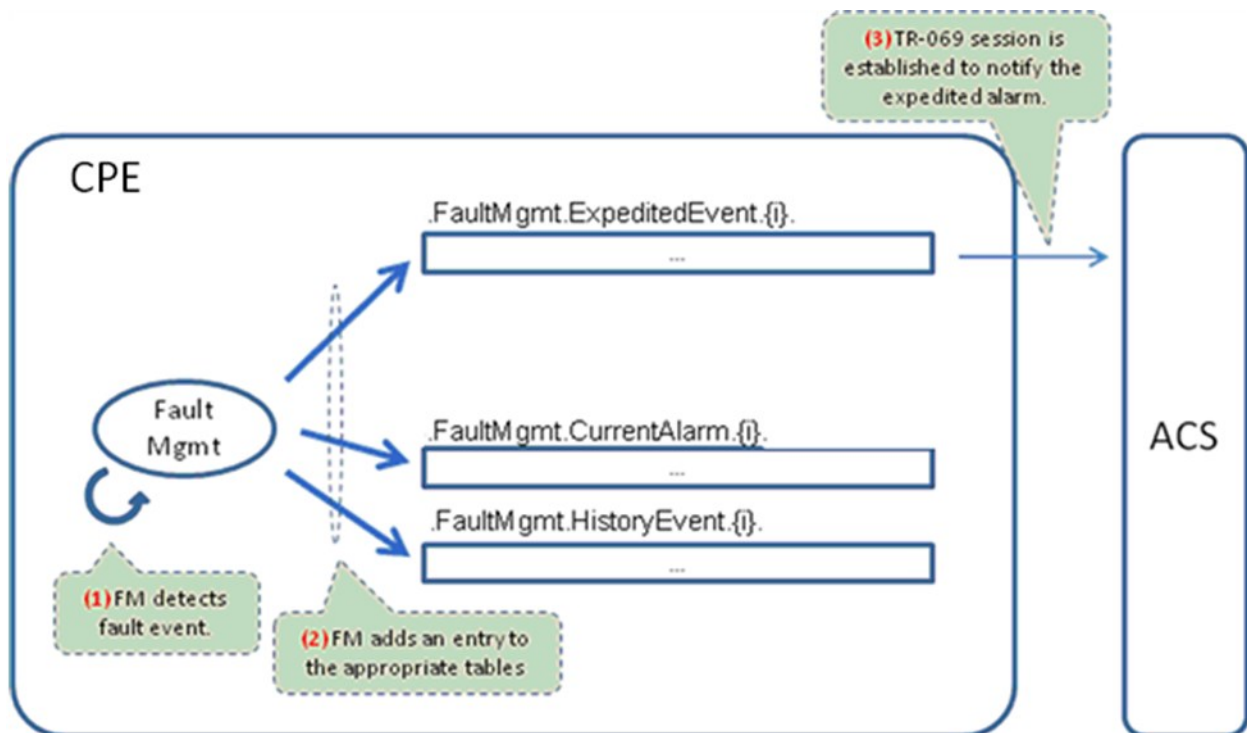 (3) TR-069 session is
established to notify the
expedited alarm.
CPE
.FaultMgmt.ExpeditedEvent.{i}.
...
Fault
Mgmt
.FaultMgmt.CurrentAlarm.{i}.
...
ACS
.FaultMgmt.HistoryEvent.{i}.
...
(1) FM detects
fault event.
(2) FM adds an entry to
the appropriate tables